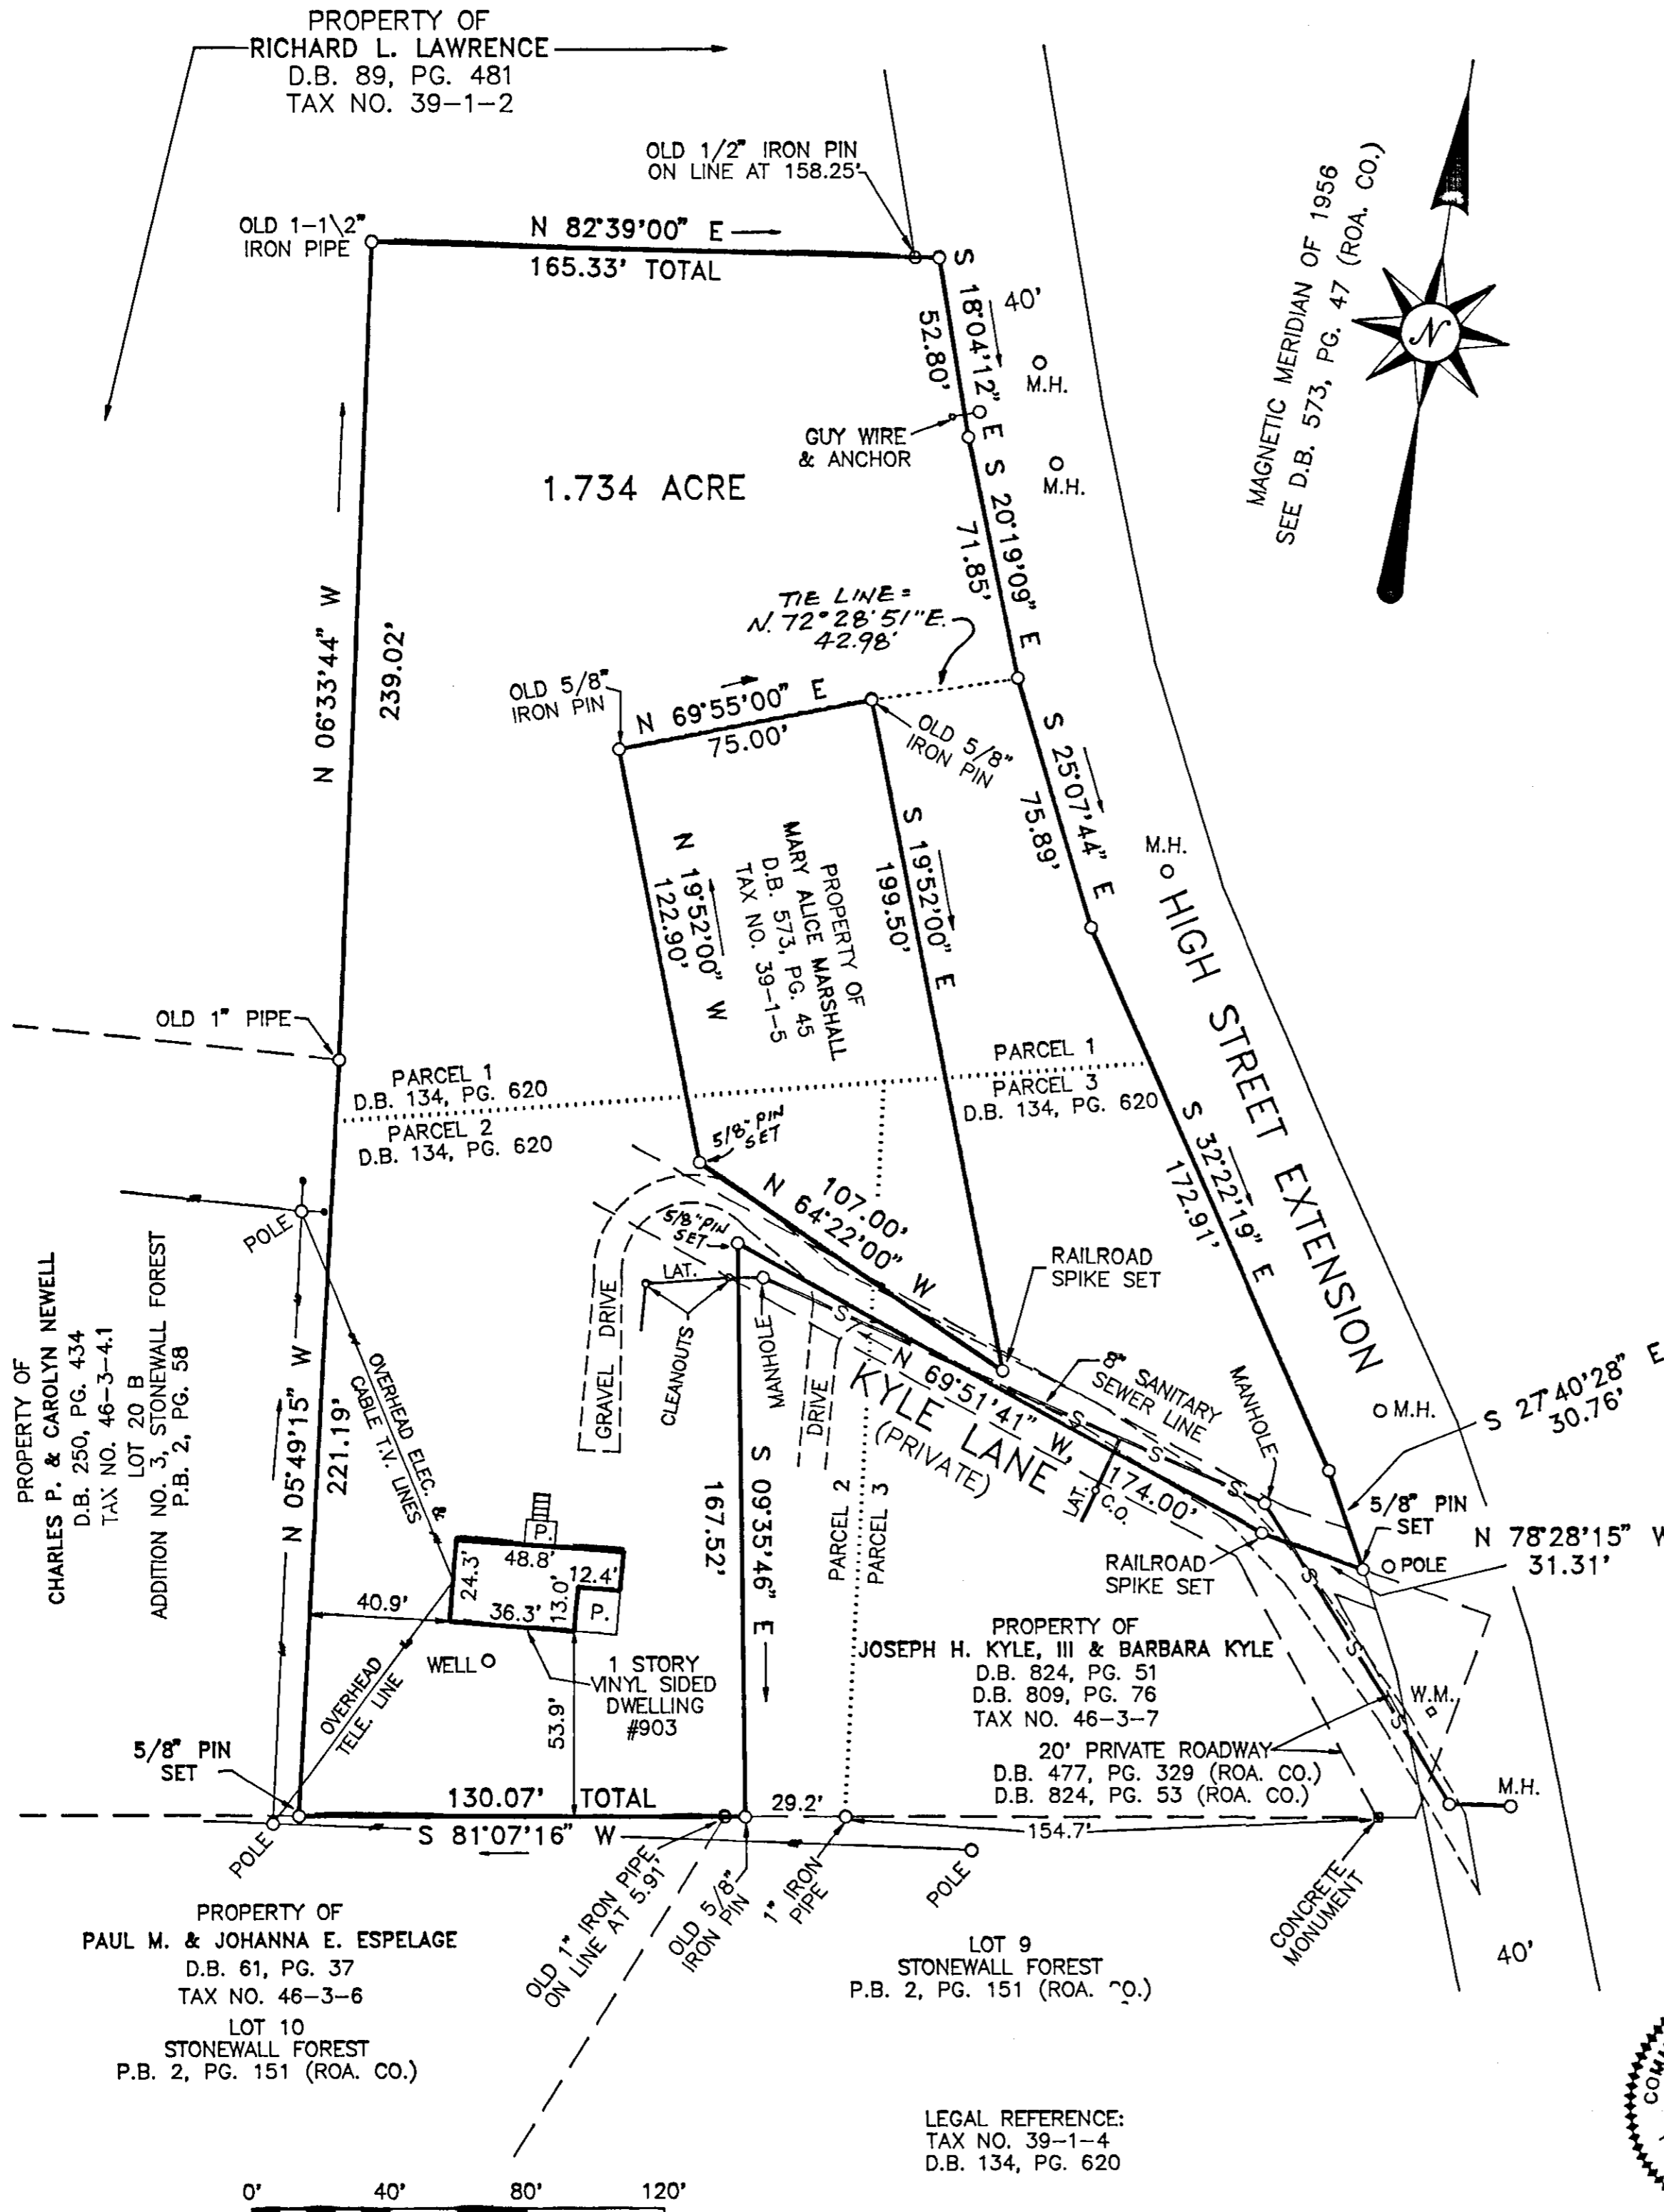 PROPERTY OF
RICHARD L. LAWRENCE
D.B. 89, PG. 481
TAX NO. 39-1-2
OLD 1/2" IRON PIN
ON LINE AT 158.25'
OLD 1-1\2"
IRON PIPE
N 82°39'00" E
165.33' TOTAL
S 18°04'12" E
52.80'
40'
M.H.
GUY WIRE
& ANCHOR
M.H.
MAGNETIC MERIDIAN OF 1956
SEE D.B. 573, PG. 47 (ROA. CO.)
N
1.734 ACRE
S 20°19'09" E
71.85'
N 06°33'44" W
239.02'
TIE LINE =
N. 72°28'51"E.
42.98'
OLD 5/8"
IRON PIN
N 69°55'00" E
75.00'
OLD 5/8"
IRON PIN
S 25°07'44" E
75.89'
N 19°52'00" W
122.90'
PROPERTY OF
MARY ALICE MARSHALL
D.B. 573, PG. 45
TAX NO. 39-1-5
S 19°52'00" E
199.50'
M.H.
HIGH STREET EXTENSION
OLD 1" PIPE
PARCEL 1
D.B. 134, PG. 620
PARCEL 2
D.B. 134, PG. 620
PARCEL 1
PARCEL 3
D.B. 134, PG. 620
S 32°22'19" E
172.91'
5/8" PIN
SET
107.00'
N 64°22'00" W
5/8" PIN
SET
POLE
LAT.
RAILROAD
SPIKE SET
PROPERTY OF
CHARLES P. & CAROLYN NEWELL
D.B. 250, PG. 434
TAX NO. 46-3-4.1
LOT 20 B
ADDITION NO. 3, STONEWALL FOREST
P.B. 2, PG. 58
N 05°49'15" W
221.19'
OVERHEAD ELEC. &
CABLE T.V. LINES
GRAVEL DRIVE
CLEANOUTS
MANHOLE
DRIVE
S
N 69°51'41" W,
174.00'
KYLE LANE
(PRIVATE)
8" SANITARY
SEWER LINE
S
S
S
MANHOLE
M.H.
S 27°40'28" E
30.76'
LAT.
C.O.
5/8" PIN
SET
N 78°28'15" W
31.31'
POLE
RAILROAD
SPIKE SET
S 09°35'46" E
167.52'
PARCEL 2
PARCEL 3
P.
48.8'
24.3'
12.4'
13.0'
36.3'
P.
40.9'
WELL
1 STORY
VINYL SIDED
DWELLING
#903
53.9'
OVERHEAD
TELE. LINE
PROPERTY OF
JOSEPH H. KYLE, III & BARBARA KYLE
D.B. 824, PG. 51
D.B. 809, PG. 76
TAX NO. 46-3-7
S
S
S
W.M.
20' PRIVATE ROADWAY
D.B. 477, PG. 329 (ROA. CO.)
D.B. 824, PG. 53 (ROA. CO.)
M.H.
5/8" PIN
SET
130.07' TOTAL
S 81°07'16" W
29.2'
154.7'
POLE
OLD 1" IRON PIPE
ON LINE AT 5.91'
OLD 5/8"
IRON PIN
1" IRON
PIPE
POLE
CONCRETE
MONUMENT
40'
PROPERTY OF
PAUL M. & JOHANNA E. ESPELAGE
D.B. 61, PG. 37
TAX NO. 46-3-6
LOT 10
STONEWALL FOREST
P.B. 2, PG. 151 (ROA. CO.)
LOT 9
STONEWALL FOREST
P.B. 2, PG. 151 (ROA. CO.)
LEGAL REFERENCE:
TAX NO. 39-1-4
D.B. 134, PG. 620
0' 40' 80' 120'